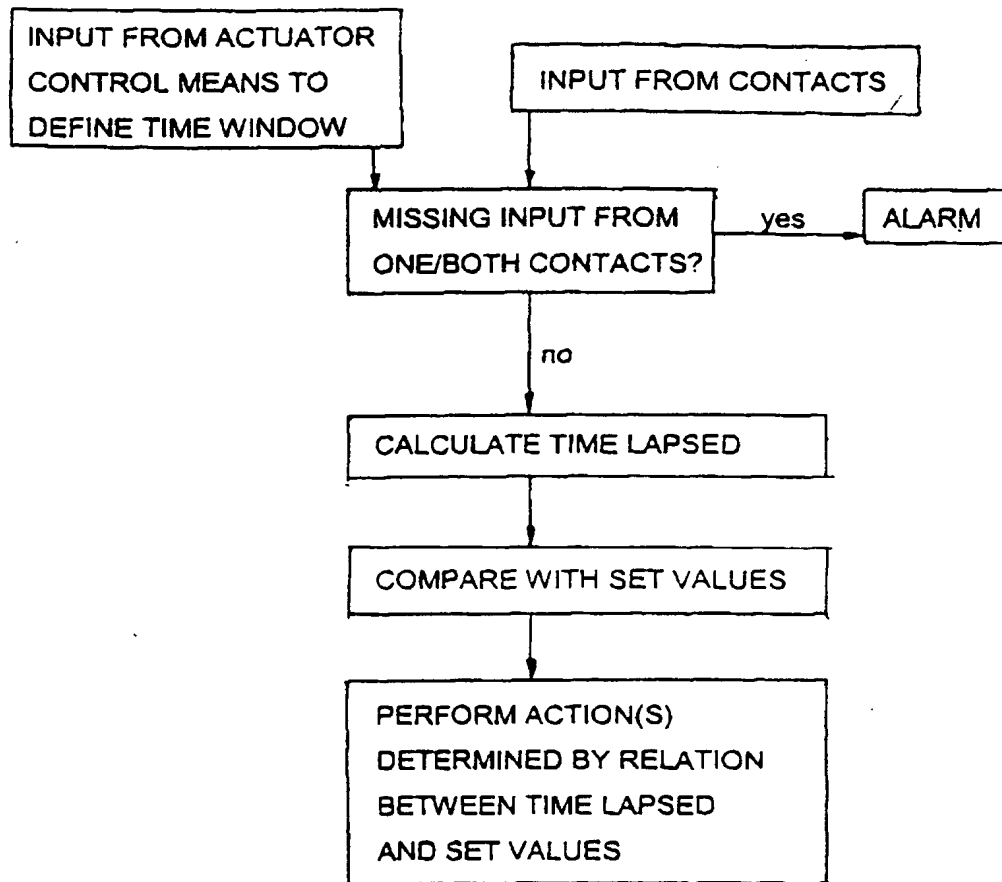 INPUT FROM ACTUATOR
CONTROL MEANS TO
DEFINE TIME WINDOW
INPUT FROM CONTACTS
MISSING INPUT FROM
ONE/BOTH CONTACTS?
yes
ALARM
no
CALCULATE TIME LAPSED
COMPARE WITH SET VALUES
PERFORM ACTION(S)
DETERMINED BY RELATION
BETWEEN TIME LAPSED
AND SET VALUES